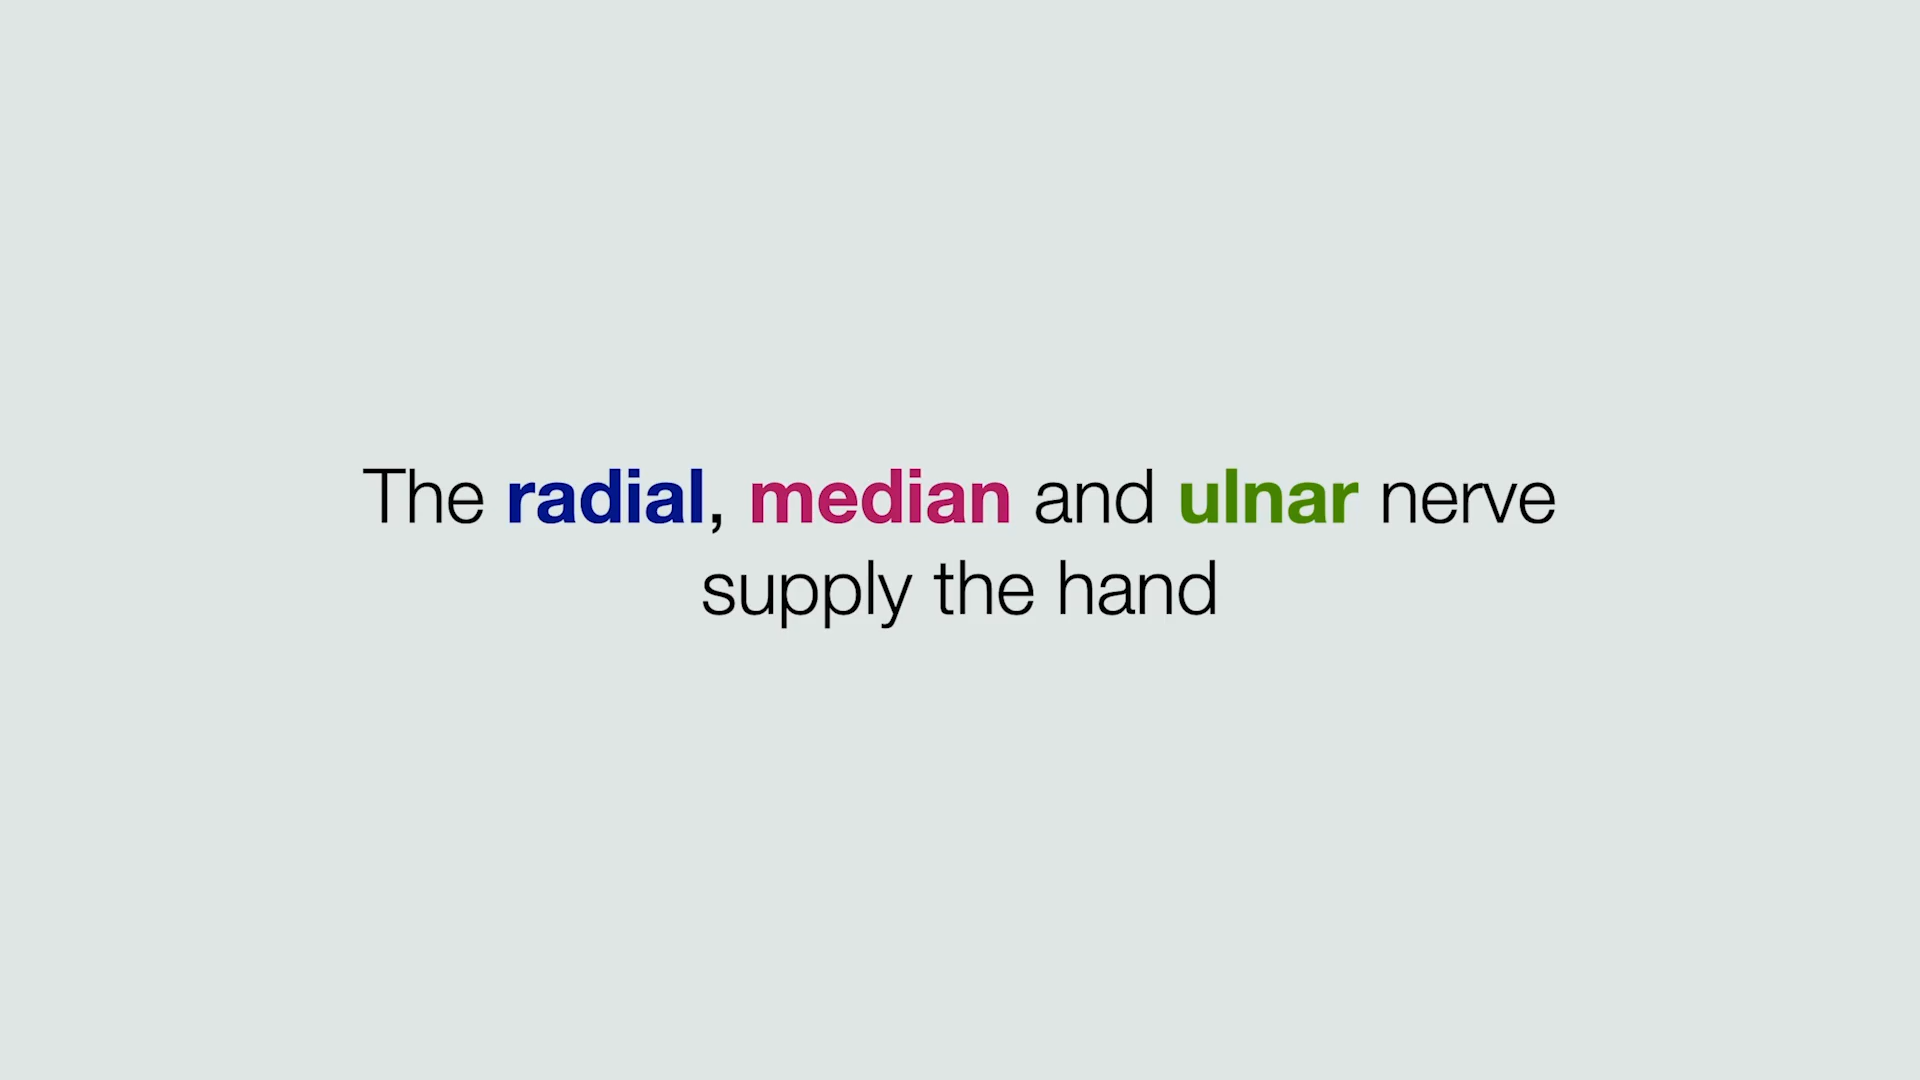 The radial, median and ulnar nerve
supply the hand